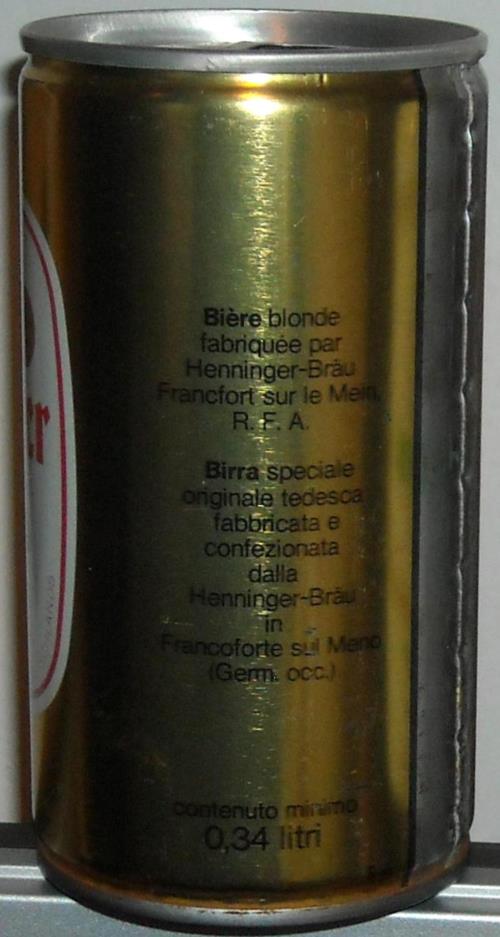 Bière blonde
fabriquée par
Henninger-Bräu
Francfort sur le Mein,
R. F. A.
Birra speciale
originale tedesca
fabbricata e
confezionata
dalla
Henninger-Bräu
in
Francoforte sul Meno
(Germ. occ.)
contenuto minimo
0,34 litri